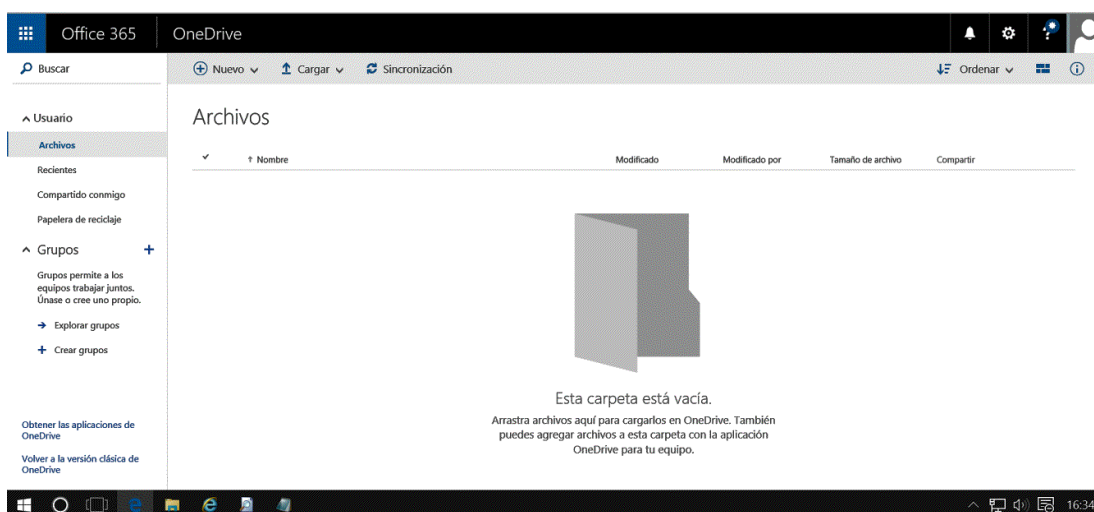 Office 365
OneDrive
Buscar
Nuevo
Cargar
Sincronización
Ordenar
Usuario
Archivos
Recientes
Compartido conmigo
Papelera de reciclaje
Grupos
Grupos permite a los
equipos trabajar juntos.
Únase o cree uno propio.
Explorar grupos
Crear grupos
Obtener las aplicaciones de
OneDrive
Volver a la versión clásica de
OneDrive
Archivos
Nombre
Modificado
Modificado por
Tamaño de archivo
Compartir
Esta carpeta está vacía.
Arrastra archivos aquí para cargarlos en OneDrive. También
puedes agregar archivos a esta carpeta con la aplicación
OneDrive para tu equipo.
16:34